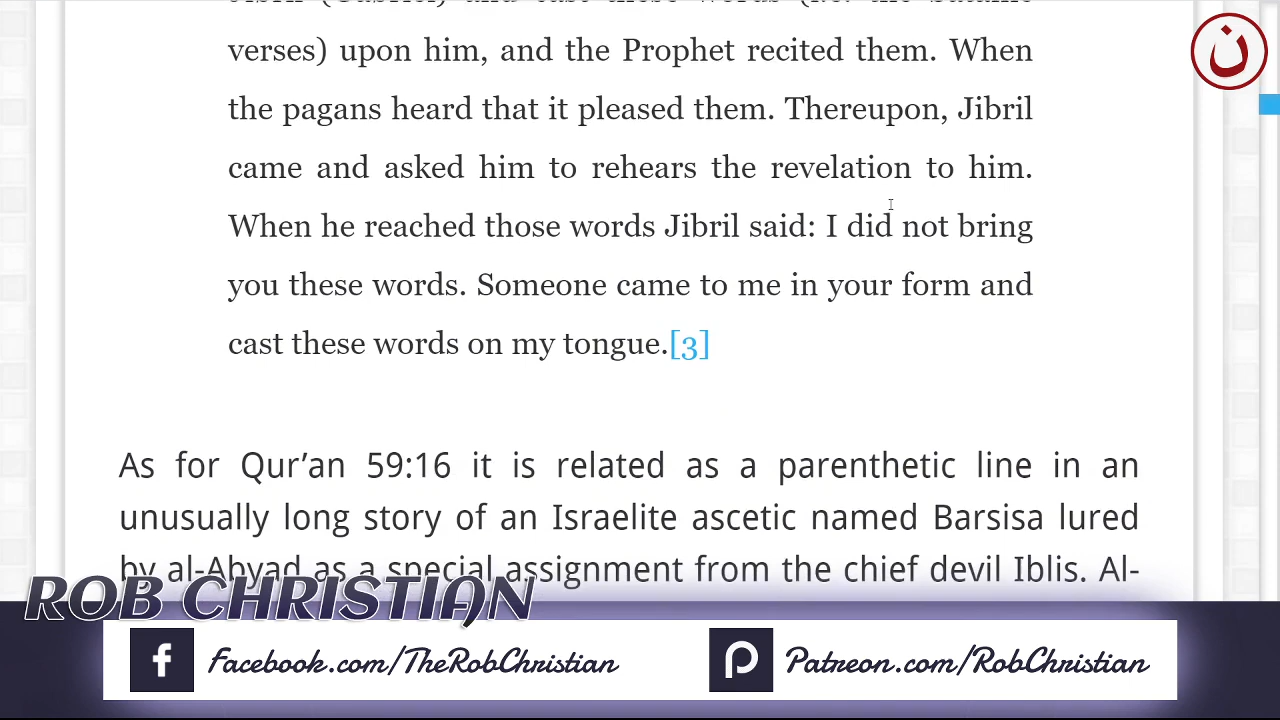 verses) upon him, and the Prophet recited them. When
the pagans heard that it pleased them. Thereupon, Jibril
came and asked him to rehears the revelation to him.
When he reached those words Jibril said: I did not bring
you these words. Someone came to me in your form and
cast these words on my tongue.[3]
As for Qur’an 59:16 it is related as a parenthetic line in an
unusually long story of an Israelite ascetic named Barsisa lured
by al-Abyad as a special assignment from the chief devil Iblis. Al-
ROB CHRISTIAN
Facebook.com/TheRobChristian
Patreon.com/RobChristian
ن